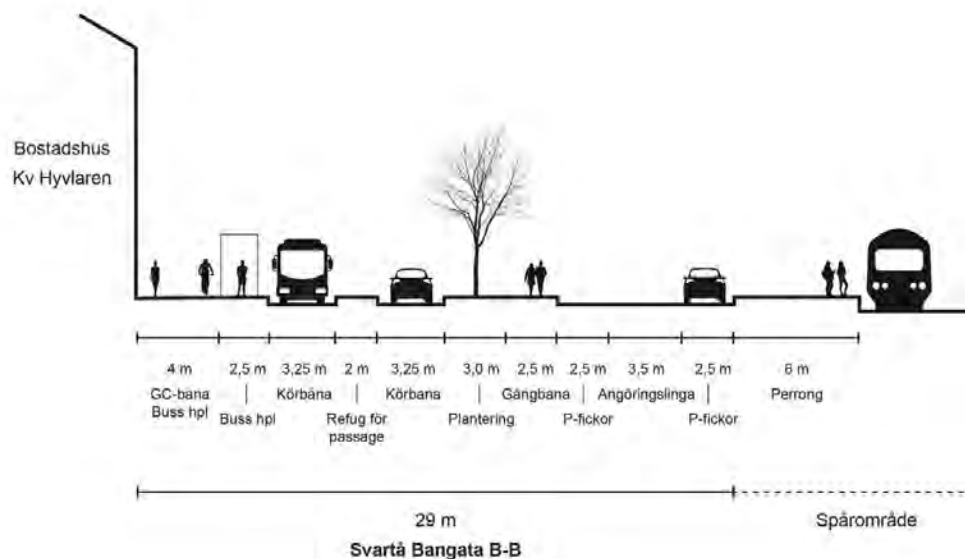 Bostadshus
Kv Hyvlaren
4 m 2,5 m 3,25 m 2 m 3,25 m 3,0 m 2,5 m 2,5 m 3,5 m 2,5 m 6 m
GC-bana Körbana Körbana Gångbana Angöringslinga Perrong
Buss hpl Buss hpl Refug för Plantering P-fickor P-fickor
passage
29 m Spårområde
Svartå Bangata B-B